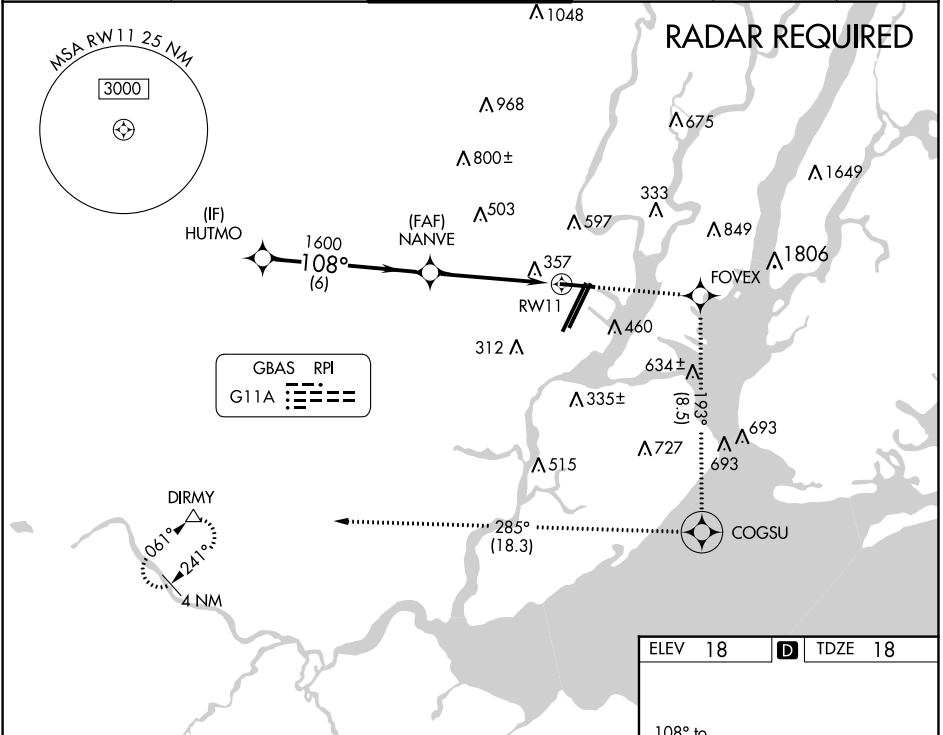 RADAR REQUIRED
MSA RW11 25 NM
3000
1048
968
675
800±
1649
503
333
597
849
(IF)
HUTMO
(FAF)
NANVE
1600
108°
(6)
357
1806
FOVEX
RW11
460
312
634±
GBAS RPI
G11A
335±
193°
(8.5)
693
727
693
515
DIRMY
061°
241°
4 NM
285°
(18.3)
COGSU
ELEV 18 D TDZE 18
108° to